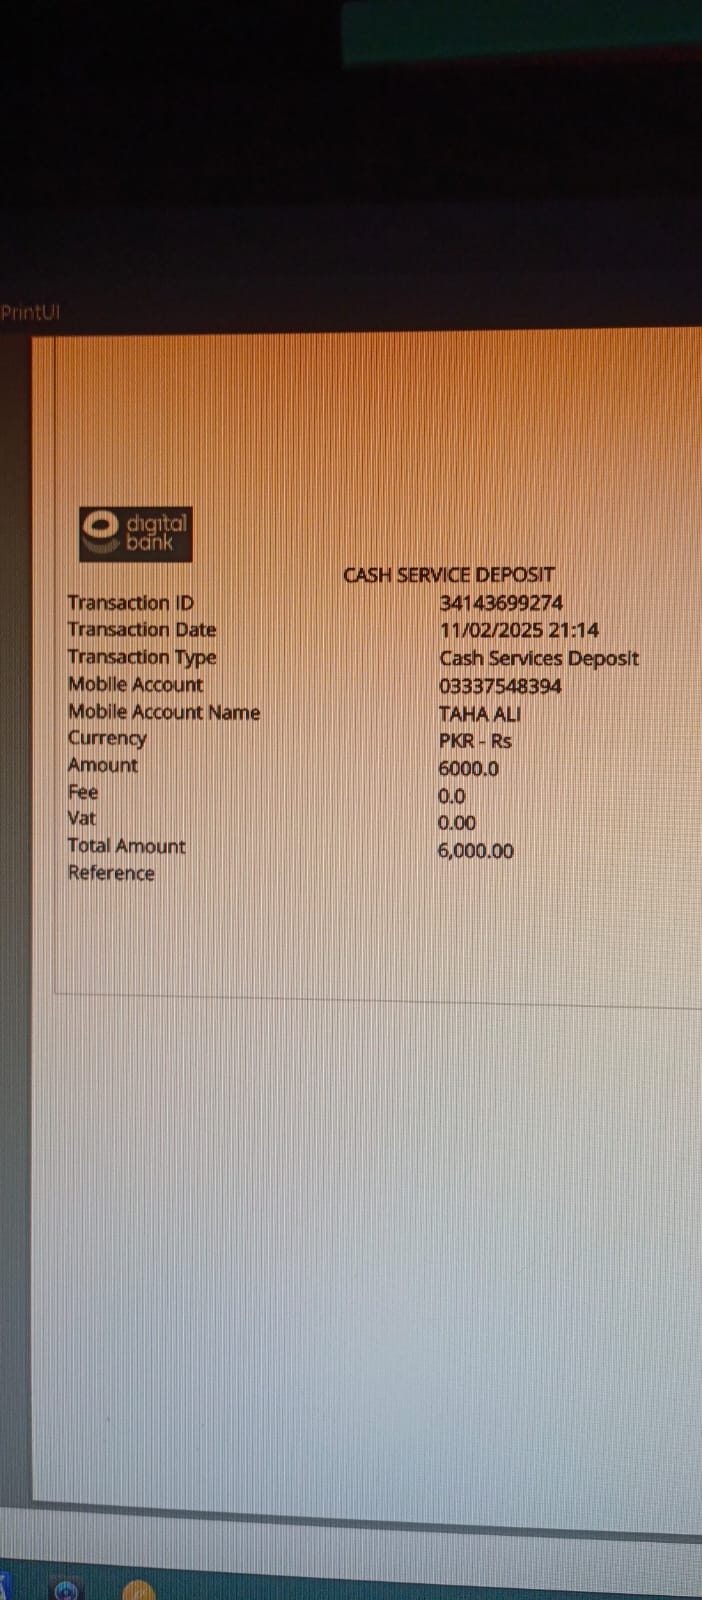 PrintUI
digital
bank
CASH SERVICE DEPOSIT
Transaction ID 34143699274
Transaction Date 11/02/2025 21:14
Transaction Type Cash Services Deposit
Mobile Account 03337548394
Mobile Account Name TAHA ALI
Currency PKR - Rs
Amount 6000.0
Fee 0.0
Vat 0.00
Total Amount 6,000.00
Reference